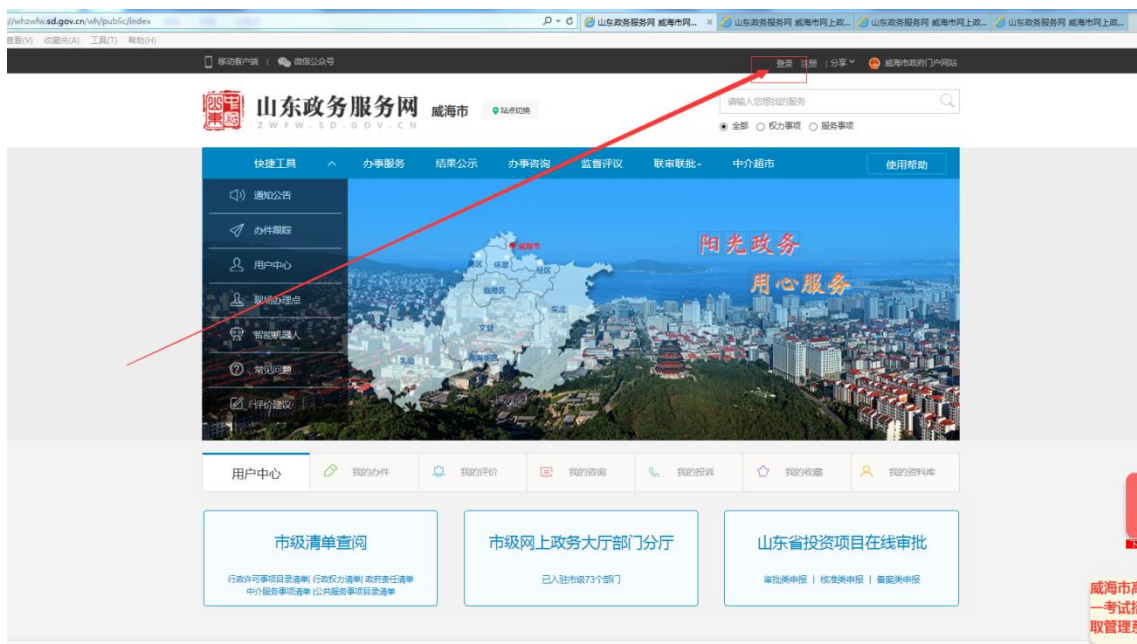 //whzwfw.sd.gov.cn/wh/public/index
山东政务服务网 威海市网... ×
山东政务服务网 威海市网上政...
山东政务服务网 威海市网上政...
山东政务服务网 威海市网上政...
查看(V) 收藏夹(A) 工具(T) 帮助(H)
移动客户端 | 微信公众号
登录 注册 | 分享
威海市政府门户网站
山东政务服务网 威海市 站点切换
ZWFW.SD.GOV.CN
请输入您想找的服务
全部 权力事项 服务事项
快捷工具 办事服务 结果公示 办事咨询 监督评议 联审联批 中介超市 使用帮助
通知公告
办件跟踪
用户中心
现场办理点
智能机器人
常见问题
评价建议
威海市
环翠
经区
临港区
荣成
文登
南海新区
乳山
阳光政务
用心服务
用户中心 我的办件 我的评价 我的咨询 我的投诉 我的收藏 我的资料库
市级清单查阅
行政许可事项目录清单| 行政权力清单| 政府责任清单
中介服务事项清单 |公共服务事项目录清单
市级网上政务大厅部门分厅
已入驻市级73个部门
山东省投资项目在线审批
审批类申报 | 核准类申报 | 备案类申报
威海市高
一考试招
取管理系